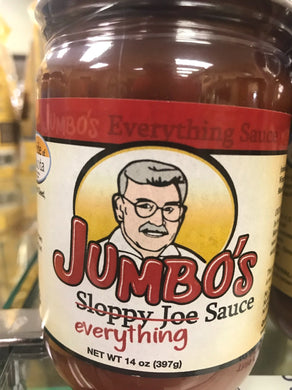 JUMBO'S Everything Sauce
JUMBO'S
Sloppy Joe Sauce
everything
NET WT 14 oz (397g)